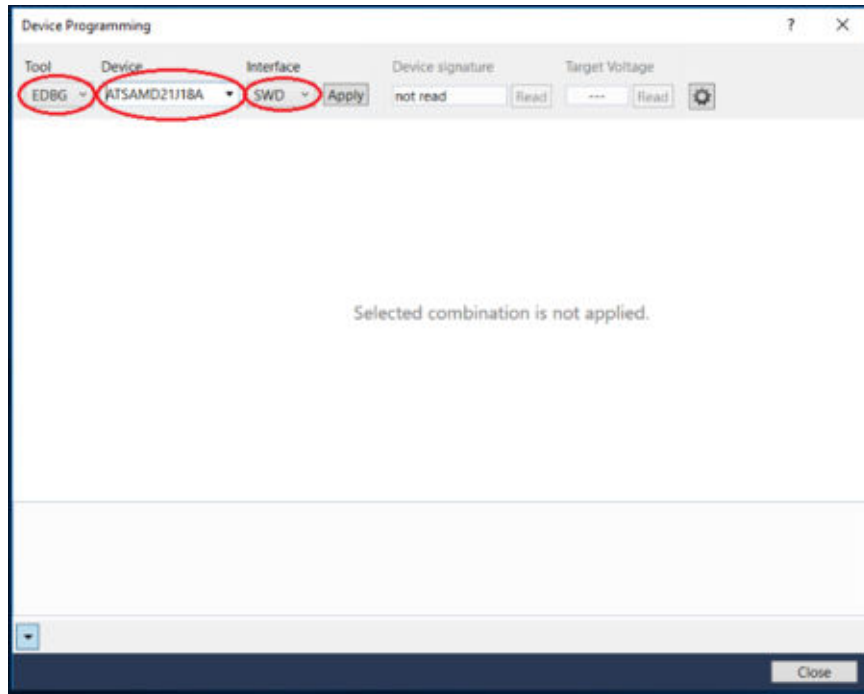 Device Programming ?
Tool Device Interface Device signature Target Voltage
EDBG ATSAMD21J18A SWD Apply not read Read --- Read
Selected combination is not applied.
Close